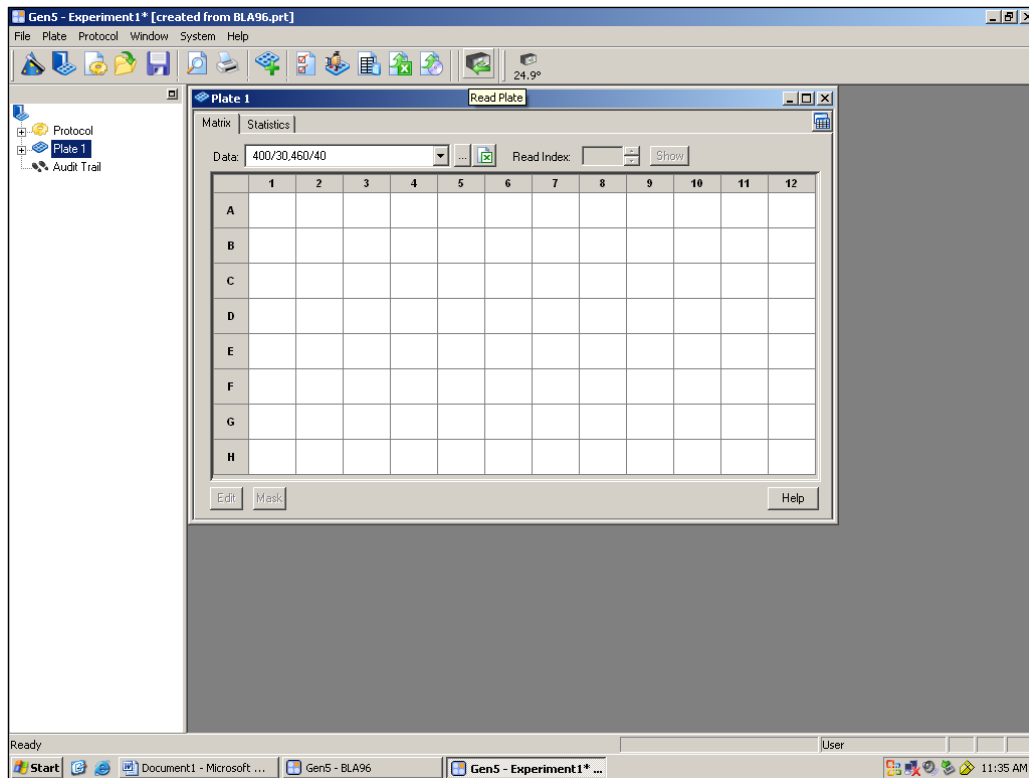 Gen5 - Experiment1* [created from BLA96.prt]
File Plate Protocol Window System Help
24.9°
Read Plate
Protocol
Plate 1
Audit Trail
Plate 1
Matrix Statistics
Data: 400/30,460/40 ... Read Index: Show
1 2 3 4 5 6 7 8 9 10 11 12
A
B
C
D
E
F
G
H
Edit Mask Help
Ready User
Start Document1 - Microsoft ... Gen5 - BLA96 Gen5 - Experiment1* ... 11:35 AM